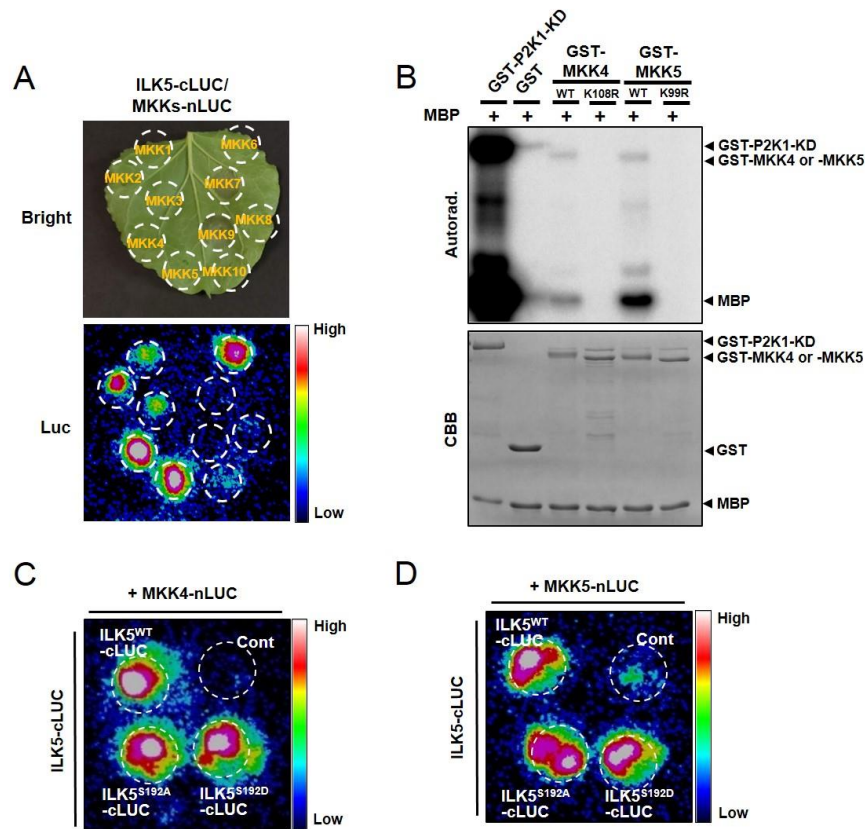 A
ILK5-cLUC/
MKKs-nLUC
Bright
MKK1
MKK6
MKK2
MKK7
MKK3
MKK8
MKK4
MKK9
MKK5
MKK10
Luc
High
Low
B
GST-P2K1-KD
GST
GST-
MKK4
GST-
MKK5
WT K108R WT K99R
MBP + + + + + +
Autorad.
GST-P2K1-KD
GST-MKK4 or -MKK5
MBP
CBB
GST-P2K1-KD
GST-MKK4 or -MKK5
GST
MBP
C
+ MKK4-nLUC
ILK5-cLUC
ILK5WT
-cLUC
Cont
ILK5S192A
-cLUC
ILK5S192D
-cLUC
High
Low
D
+ MKK5-nLUC
ILK5-cLUC
ILK5WT
-cLUC
Cont
ILK5S192A
-cLUC
ILK5S192D
-cLUC
High
Low